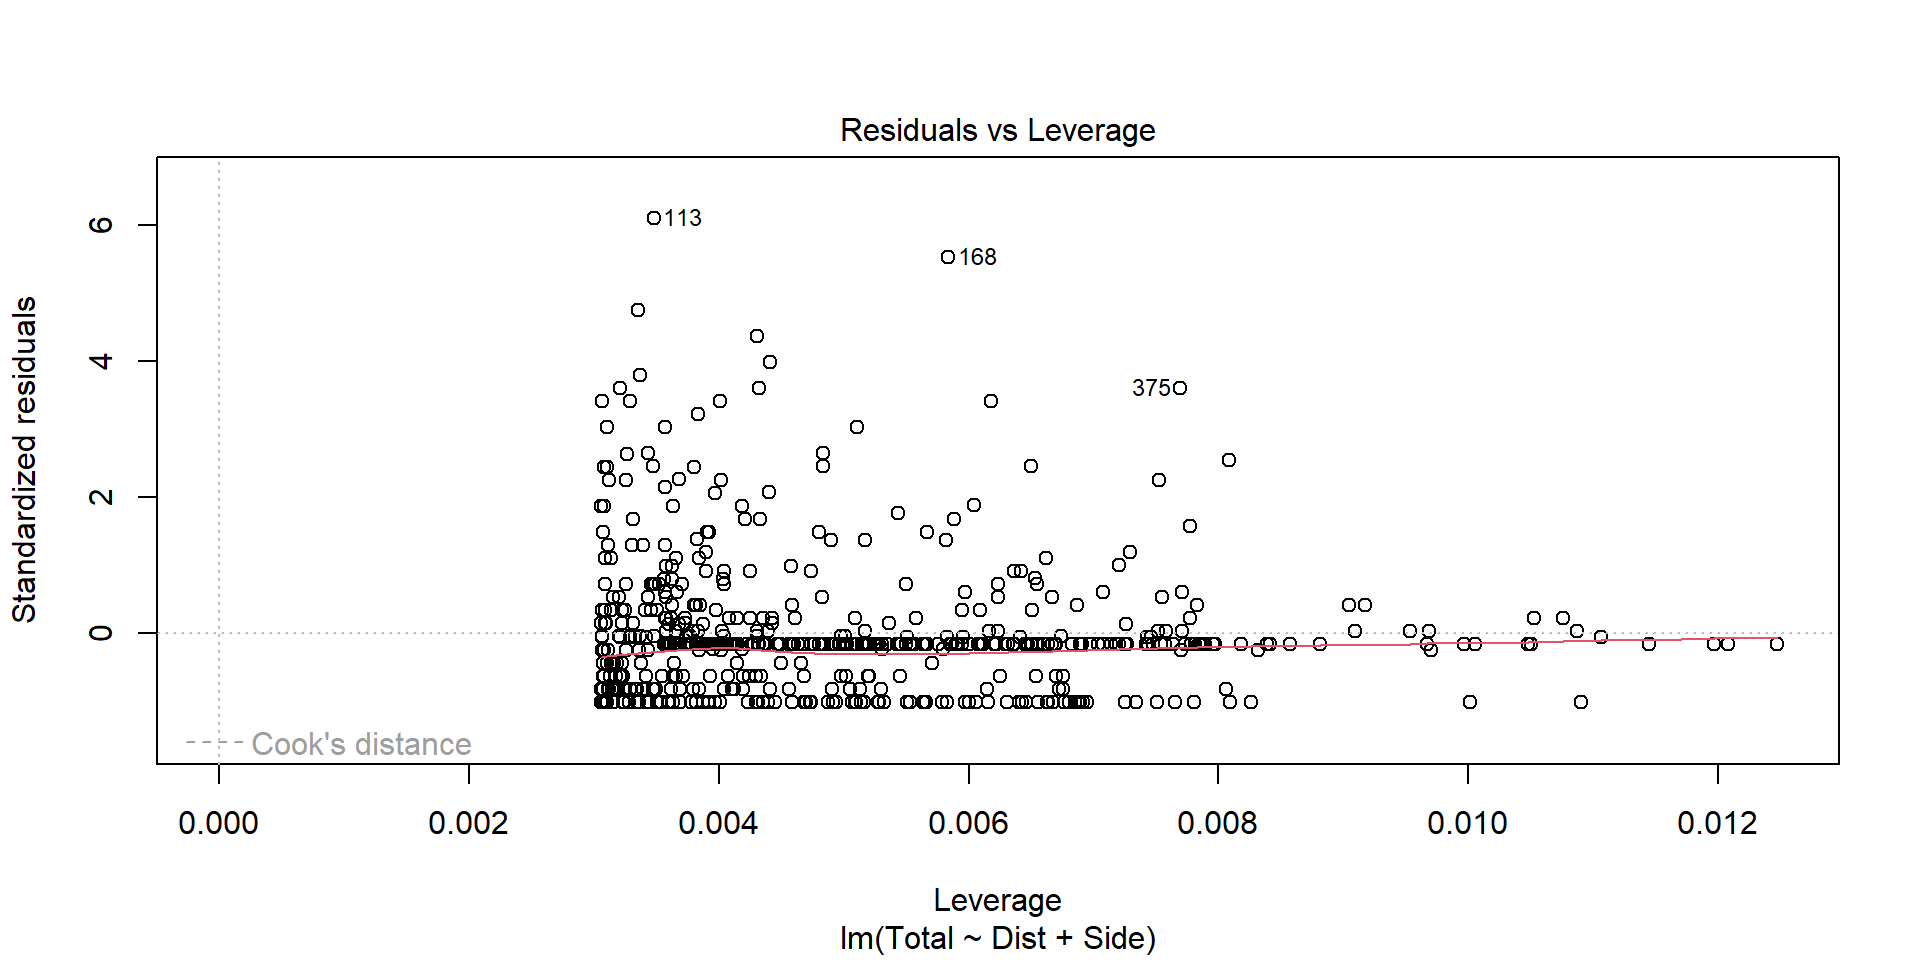 Residuals vs Leverage
Standardized residuals
6
4
2
0
113
168
375
Cook's distance
0.000 0.002 0.004 0.006 0.008 0.010 0.012
Leverage
lm(Total ~ Dist + Side)